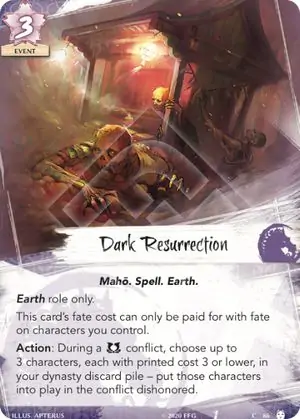 3
EVENT
Dark Resurrection
Mahō. Spell. Earth.
Earth role only.
This card's fate cost can only be paid for with fate
on characters you control.
Action: During a conflict, choose up to
3 characters, each with printed cost 3 or lower, in
your dynasty discard pile – put those characters
into play in the conflict dishonored.
ILLUS. APTERUS
©2020 FFG